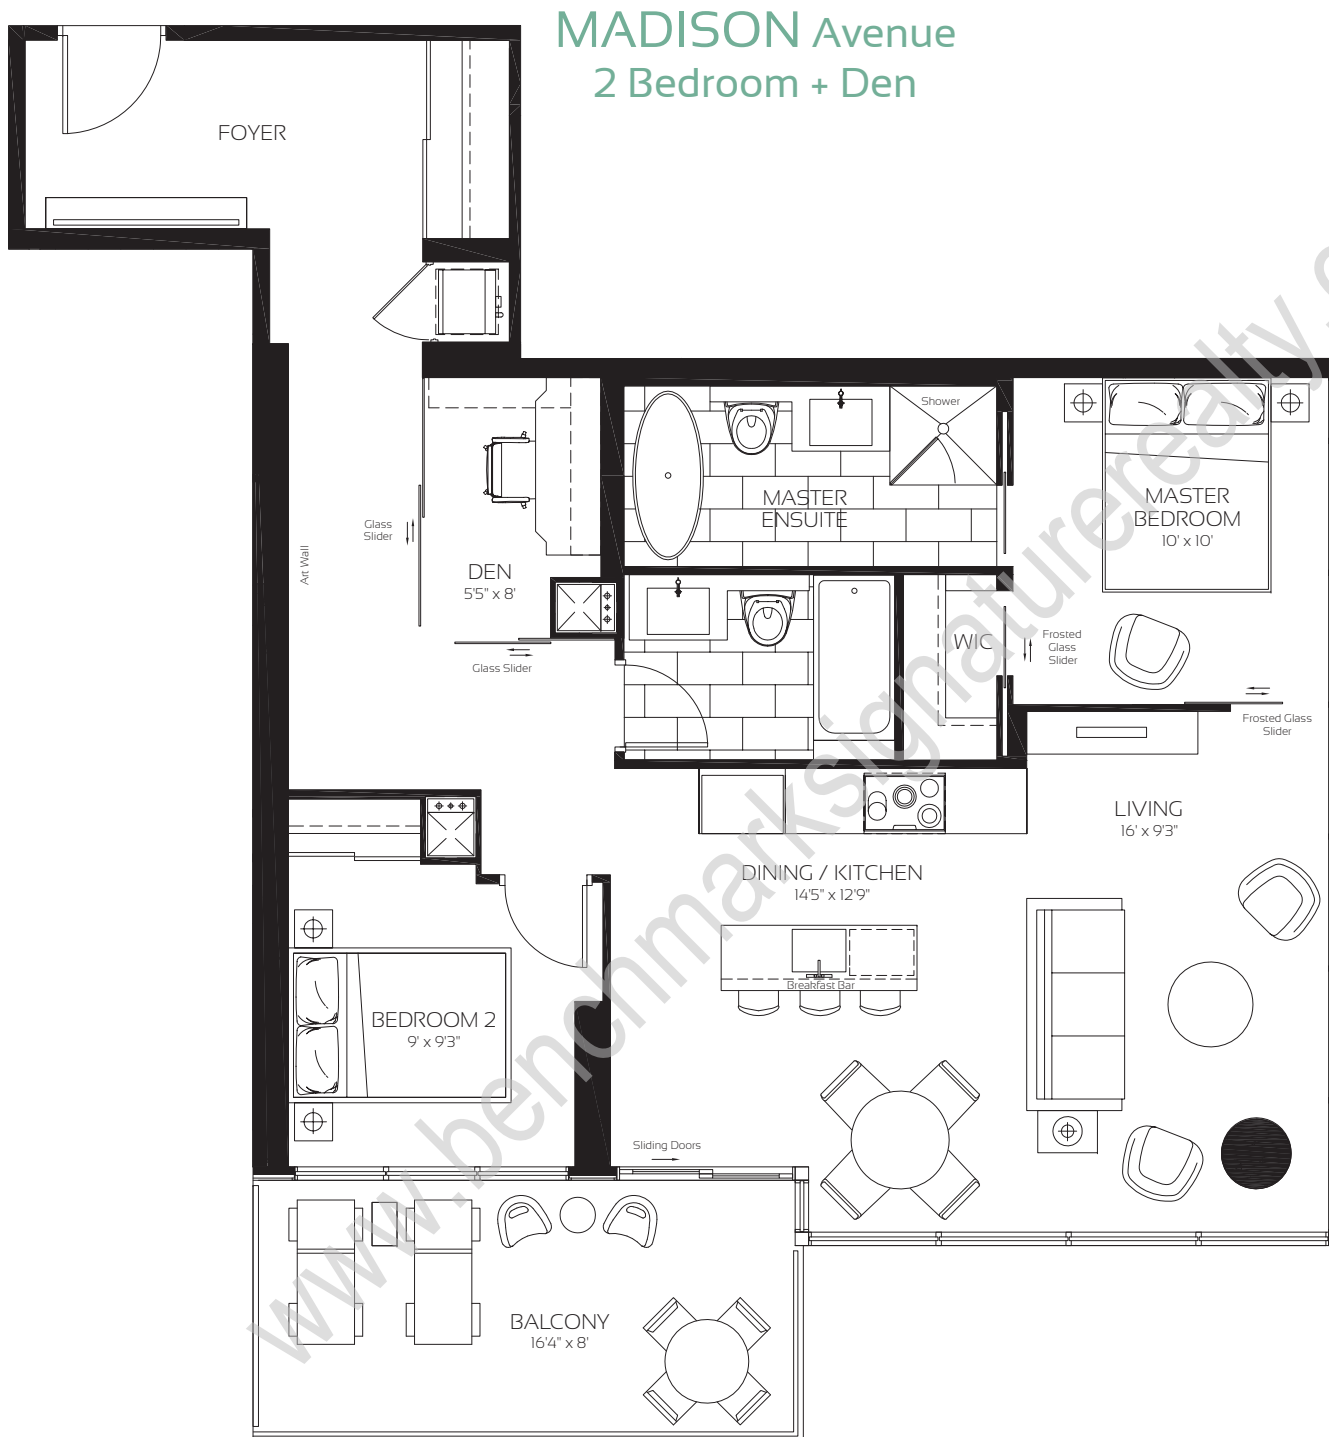 MADISON Avenue
2 Bedroom + Den
FOYER
Shower
MASTER
ENSUITE
MASTER
BEDROOM
10' x 10'
Glass
Slider
Art Wall
DEN
5'5" x 8'
Glass Slider
WIC
Frosted
Glass
Slider
Frosted Glass
Slider
LIVING
16' x 9'3"
DINING / KITCHEN
14'5" x 12'9"
Breakfast Bar
BEDROOM 2
9' x 9'3"
Sliding Doors
BALCONY
16'4" x 8'
www.benchmarksignaturerealty.